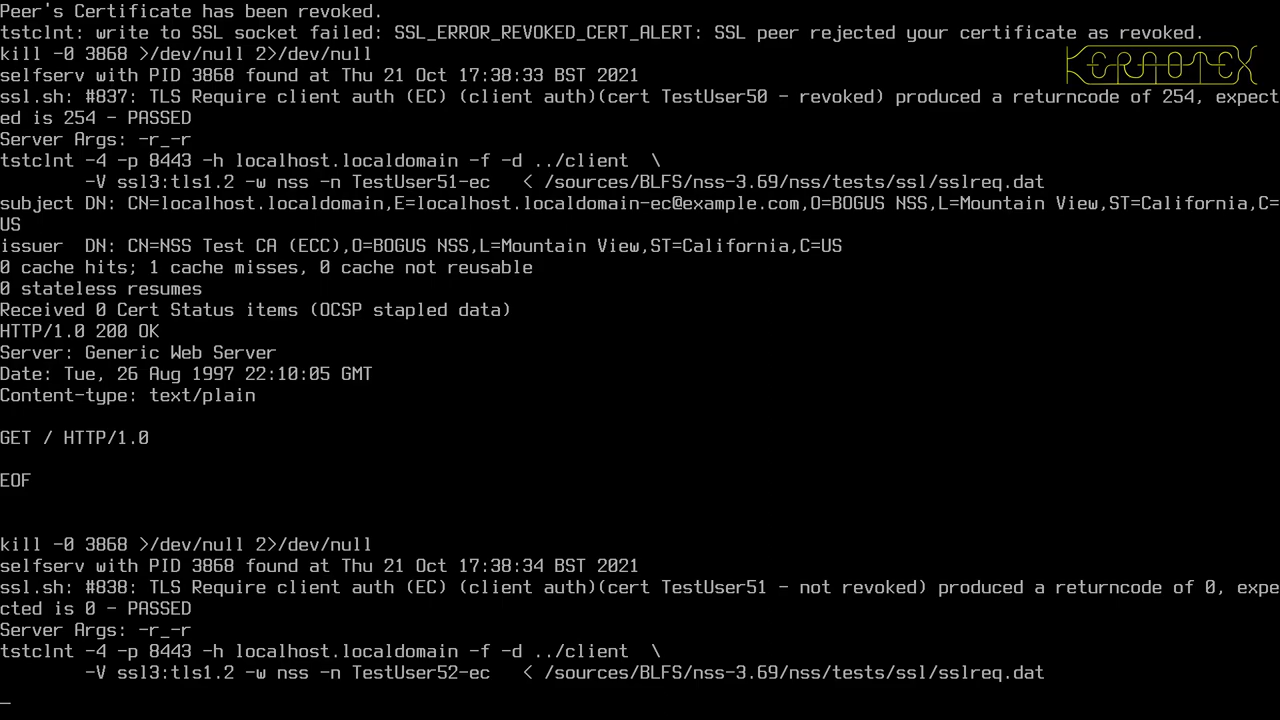 Peer's Certificate has been revoked.
tstclnt: write to SSL socket failed: SSL_ERROR_REVOKED_CERT_ALERT: SSL peer rejected your certificate as revoked.
kill -0 3868 >/dev/null 2>/dev/null
KERNOTEX
selfserv with PID 3868 found at Thu 21 Oct 17:38:33 BST 2021
ssl.sh: #837: TLS Require client auth (EC) (client auth)(cert TestUser50 - revoked) produced a returncode of 254, expect
ed is 254 - PASSED
Server Args: -r_-r
tstclnt -4 -p 8443 -h localhost.localdomain -f -d ../client  \
        -V ssl3:tls1.2 -w nss -n TestUser51-ec   < /sources/BLFS/nss-3.69/nss/tests/ssl/sslreq.dat
subject DN: CN=localhost.localdomain,E=localhost.localdomain-ec@example.com,O=BOGUS NSS,L=Mountain View,ST=California,C=
US
issuer  DN: CN=NSS Test CA (ECC),O=BOGUS NSS,L=Mountain View,ST=California,C=US
0 cache hits; 1 cache misses, 0 cache not reusable
0 stateless resumes
Received 0 Cert Status items (OCSP stapled data)
HTTP/1.0 200 OK
Server: Generic Web Server
Date: Tue, 26 Aug 1997 22:10:05 GMT
Content-type: text/plain
GET / HTTP/1.0
EOF
kill -0 3868 >/dev/null 2>/dev/null
selfserv with PID 3868 found at Thu 21 Oct 17:38:34 BST 2021
ssl.sh: #838: TLS Require client auth (EC) (client auth)(cert TestUser51 - not revoked) produced a returncode of 0, expe
cted is 0 - PASSED
Server Args: -r_-r
tstclnt -4 -p 8443 -h localhost.localdomain -f -d ../client  \
        -V ssl3:tls1.2 -w nss -n TestUser52-ec   < /sources/BLFS/nss-3.69/nss/tests/ssl/sslreq.dat
_